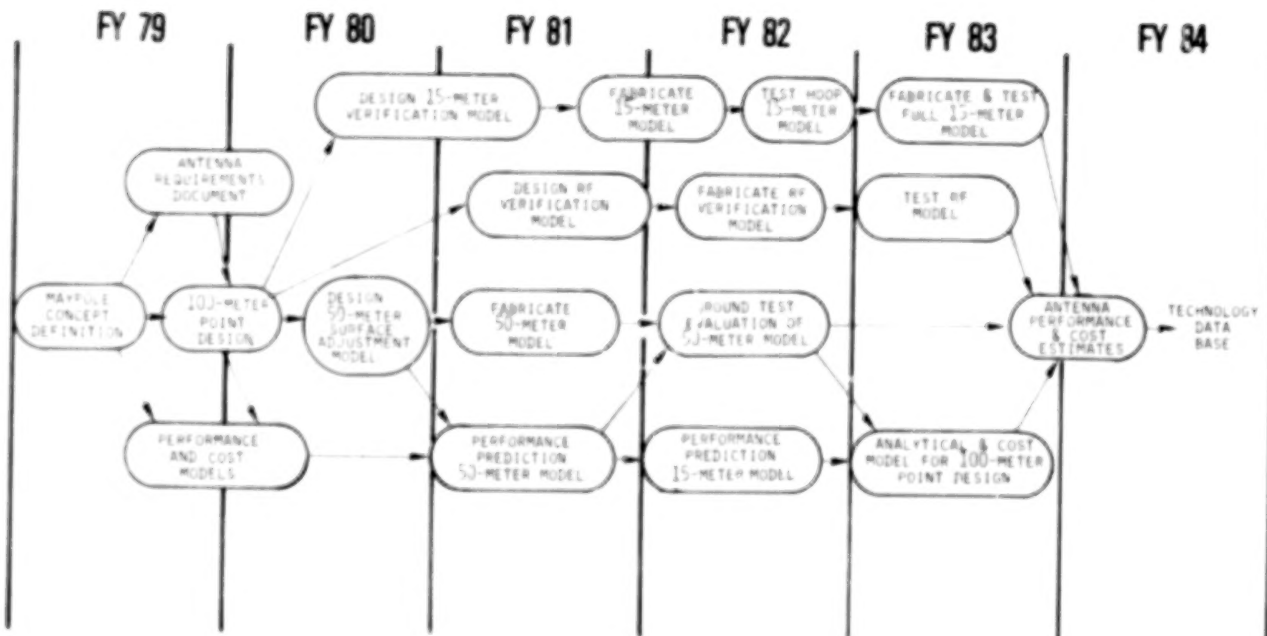 FY 79
FY 80
FY 81
FY 82
FY 83
FY 84
DESIGN 15-METER
VERIFICATION MODEL
FABRICATE
15-METER
MODEL
TEST HOOP
15-METER
MODEL
FABRICATE & TEST
FULL 15-METER
MODEL
ANTENNA
REQUIREMENTS
DOCUMENT
DESIGN RF
VERIFICATION
MODEL
FABRICATE RF
VERIFICATION
MODEL
TEST RF
MODEL
MAYPOLE
CONCEPT
DEFINITION
100-METER
POINT
DESIGN
DESIGN
50-METER
SURFACE
ADJUSTMENT
MODEL
FABRICATE
50-METER
MODEL
GROUND TEST
EVALUATION OF
50-METER MODEL
ANTENNA
PERFORMANCE
& COST
ESTIMATES
TECHNOLOGY
DATA
BASE
PERFORMANCE
AND COST
MODELS
PERFORMANCE
PREDICTION
50-METER MODEL
PERFORMANCE
PREDICTION
15-METER MODEL
ANALYTICAL & COST
MODEL FOR 100-METER
POINT DESIGN